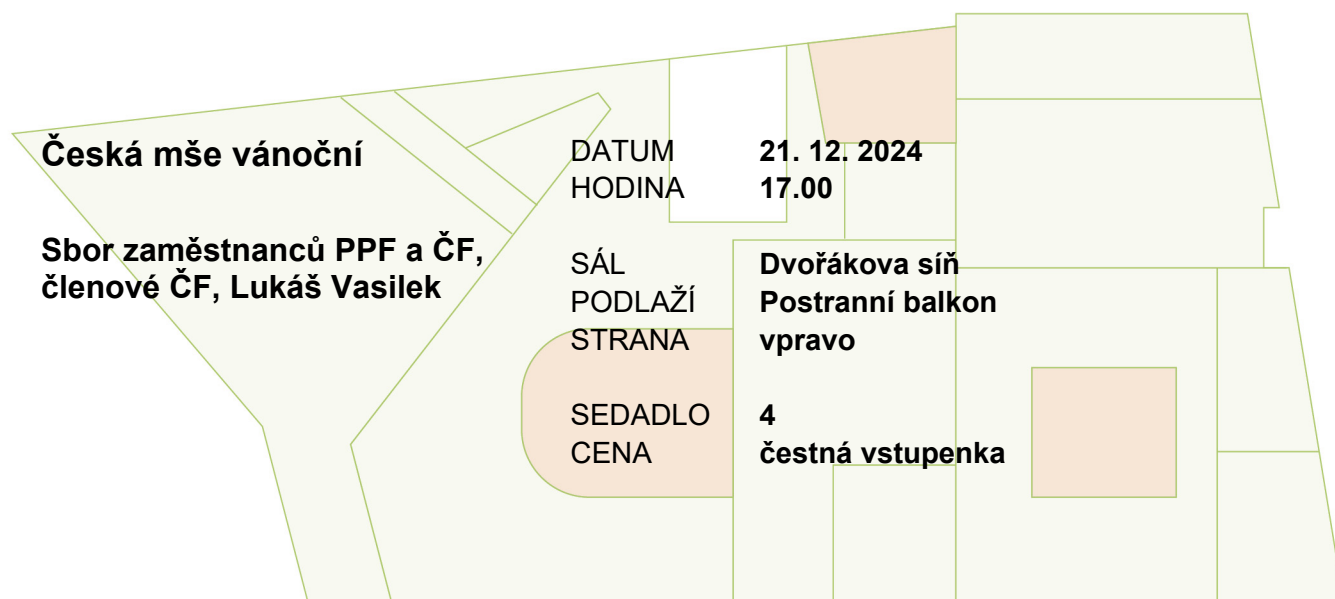 Česká mše vánoční
Sbor zaměstnanců PPF a ČF,
členové ČF, Lukáš Vasilek
DATUM 21. 12. 2024
HODINA 17.00
SÁL Dvořákova síň
PODLAŽÍ Postranní balkon
STRANA vpravo
SEDADLO 4
CENA čestná vstupenka